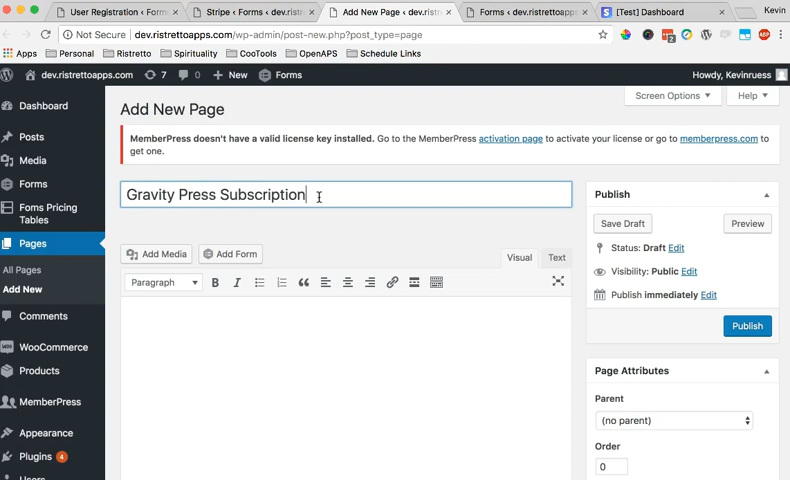 User Registration ‹ Forms
Stripe ‹ Forms ‹ dev.ristre
Add New Page ‹ dev.ristre
Forms ‹ dev.ristrettoapps
[Test] Dashboard
Kevin
Not Secure dev.ristrettoapps.com/wp-admin/post-new.php?post_type=page
Apps Personal Ristretto Spirituality CooTools OpenAPS Schedule Links
dev.ristrettoapps.com 7 0 + New Forms Howdy, Kevinruess
Dashboard
Posts
Media
Forms
Foms Pricing
Tables
Pages
All Pages
Add New
Comments
WooCommerce
Products
MemberPress
Appearance
Plugins 4
Users
Screen Options Help
Add New Page
MemberPress doesn't have a valid license key installed. Go to the MemberPress activation page to activate your license or go to memberpress.com to
get one.
Gravity Press Subscription
Add Media Add Form Visual Text
Paragraph B I
Publish
Save Draft Preview
Status: Draft Edit
Visibility: Public Edit
Publish immediately Edit
Publish
Page Attributes
Parent
(no parent)
Order
0